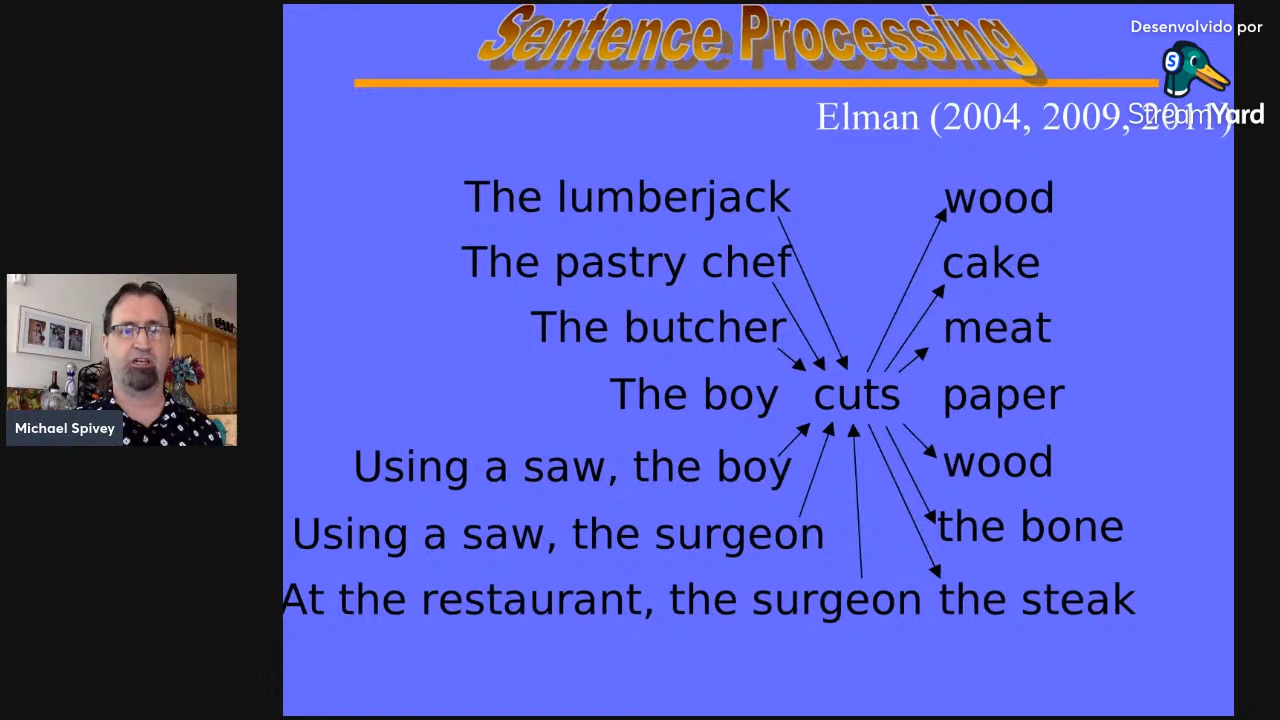 Sentence Processing
Desenvolvido por
StreamYard
Elman (2004, 2009, 2011)
The lumberjack wood
The pastry chef cake
The butcher meat
The boy cuts paper
Using a saw, the boy wood
Using a saw, the surgeon the bone
At the restaurant, the surgeon the steak
Michael Spivey